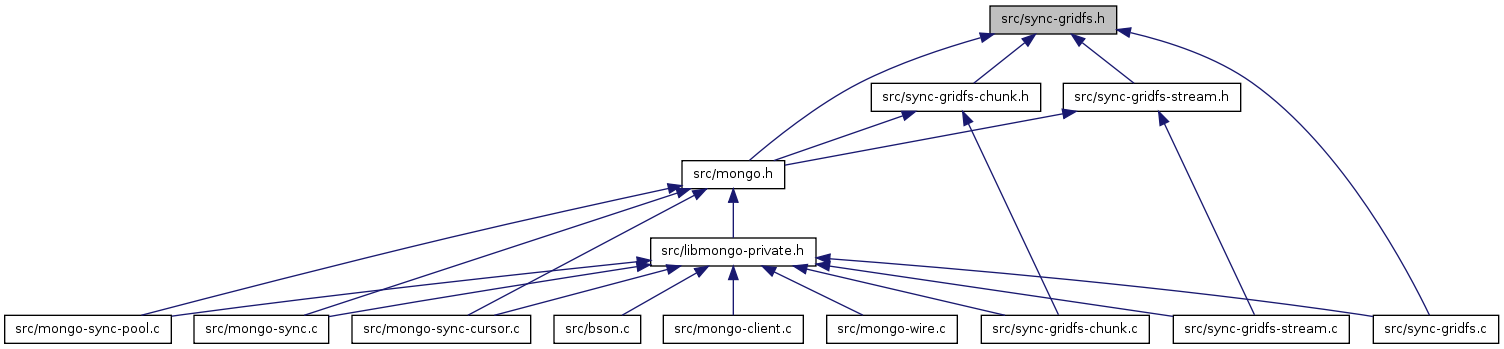 src/sync-gridfs.h
src/sync-gridfs-chunk.h
src/sync-gridfs-stream.h
src/mongo.h
src/libmongo-private.h
src/mongo-sync-pool.c
src/mongo-sync.c
src/mongo-sync-cursor.c
src/bson.c
src/mongo-client.c
src/mongo-wire.c
src/sync-gridfs-chunk.c
src/sync-gridfs-stream.c
src/sync-gridfs.c